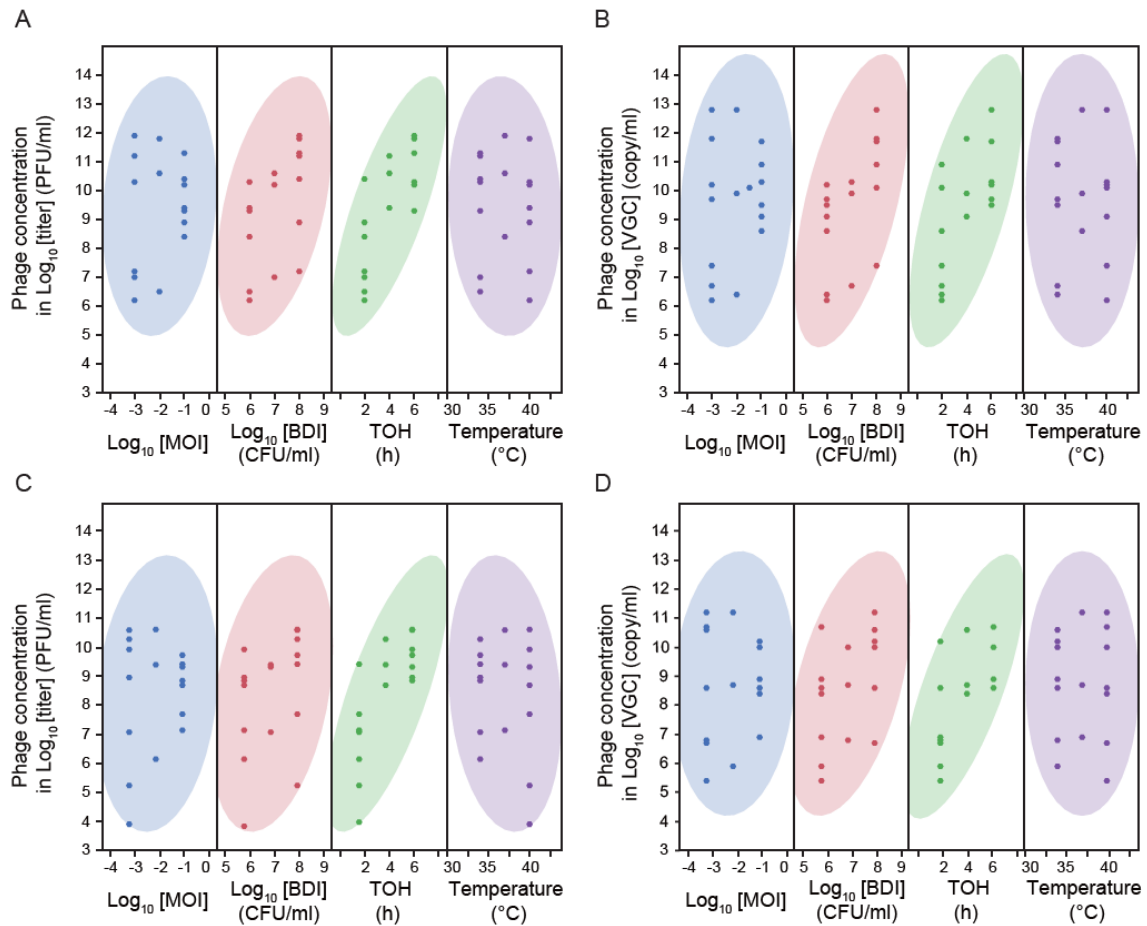 A
Phage concentration
in Log₁₀ [titer] (PFU/ml)
14
13
12
11
10
9
8
7
6
5
4
3
-4 -3 -2 -1 0 5 6 7 8 9 2 4 6 30 40
Log₁₀ [MOI] Log₁₀ [BDI] TOH Temperature
(CFU/ml) (h) (°C)
B
Phage concentration
in Log₁₀ [VGC] (copy/ml)
14
13
12
11
10
9
8
7
6
5
4
3
-4 -3 -2 -1 0 5 6 7 8 9 2 4 6 30 40
Log₁₀ [MOI] Log₁₀ [BDI] TOH Temperature
(CFU/ml) (h) (°C)
C
Phage concentration
in Log₁₀ [titer] (PFU/ml)
14
13
12
11
10
9
8
7
6
5
4
3
-4 -3 -2 -1 0 5 6 7 8 9 2 4 6 30 40
Log₁₀ [MOI] Log₁₀ [BDI] TOH Temperature
(CFU/ml) (h) (°C)
D
Phage concentration
in Log₁₀ [VGC] (copy/ml)
14
13
12
11
10
9
8
7
6
5
4
3
-4 -3 -2 -1 0 5 6 7 8 9 2 4 6 30 40
Log₁₀ [MOI] Log₁₀ [BDI] TOH Temperature
(CFU/ml) (h) (°C)